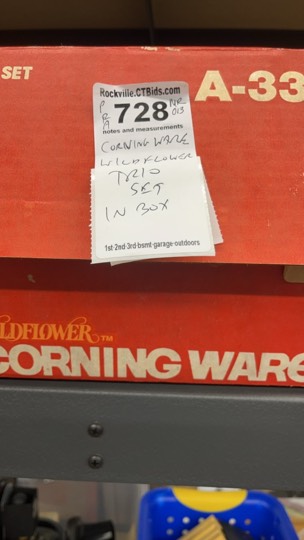 SET
A-33
Rockville.CTBids.com
728
notes and measurements
CORNING WARE
WILDFLOWER
TRIO
SET
IN BOX
1st-2nd-3rd-bsmt-garage-outdoors
LDFLOWER™
CORNING WARE